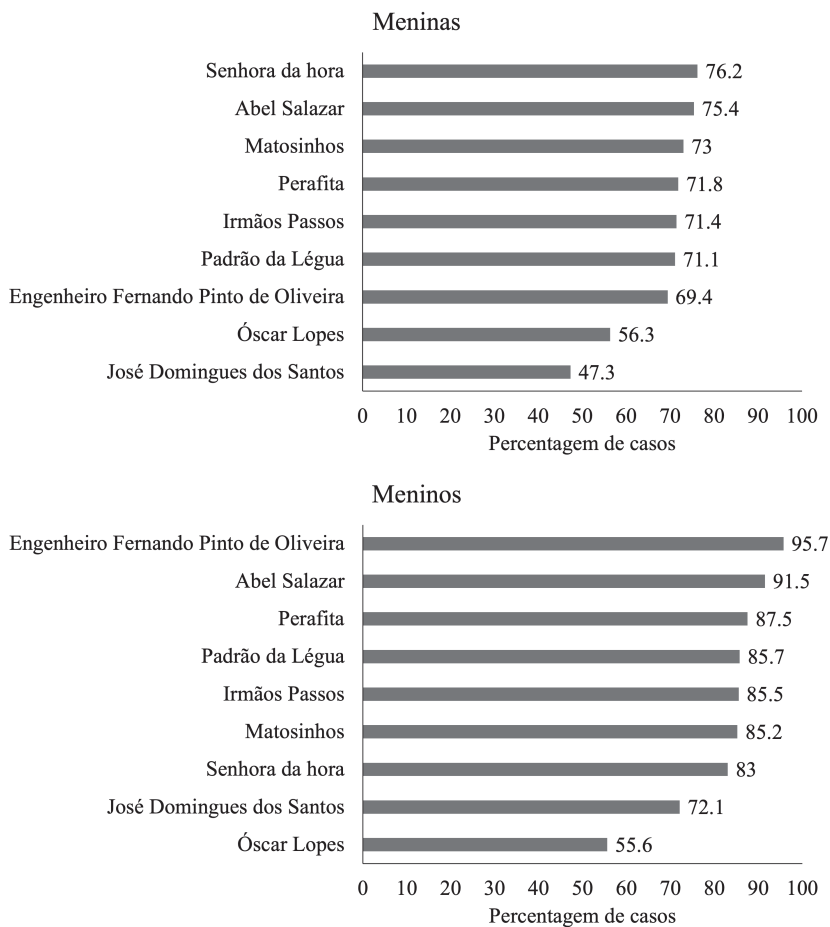 Meninas
Senhora da hora 76.2
Abel Salazar 75.4
Matosinhos 73
Perafita 71.8
Irmãos Passos 71.4
Padrão da Légua 71.1
Engenheiro Fernando Pinto de Oliveira 69.4
Óscar Lopes 56.3
José Domingues dos Santos 47.3
0 10 20 30 40 50 60 70 80 90 100
Percentagem de casos
Meninos
Engenheiro Fernando Pinto de Oliveira 95.7
Abel Salazar 91.5
Perafita 87.5
Padrão da Légua 85.7
Irmãos Passos 85.5
Matosinhos 85.2
Senhora da hora 83
José Domingues dos Santos 72.1
Óscar Lopes 55.6
0 10 20 30 40 50 60 70 80 90 100
Percentagem de casos